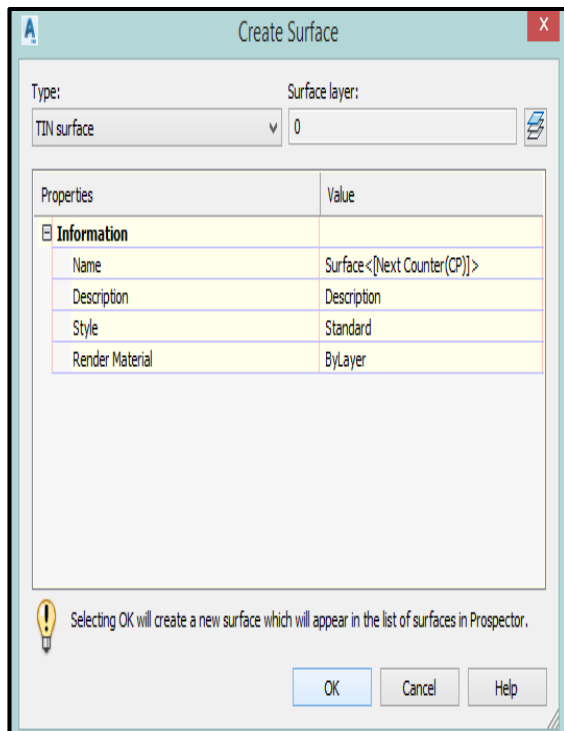 Create Surface
X
Type:
Surface layer:
TIN surface
0
Properties
Value
Information
Name
Surface<[Next Counter(CP)]>
Description
Description
Style
Standard
Render Material
ByLayer
Selecting OK will create a new surface which will appear in the list of surfaces in Prospector.
OK
Cancel
Help